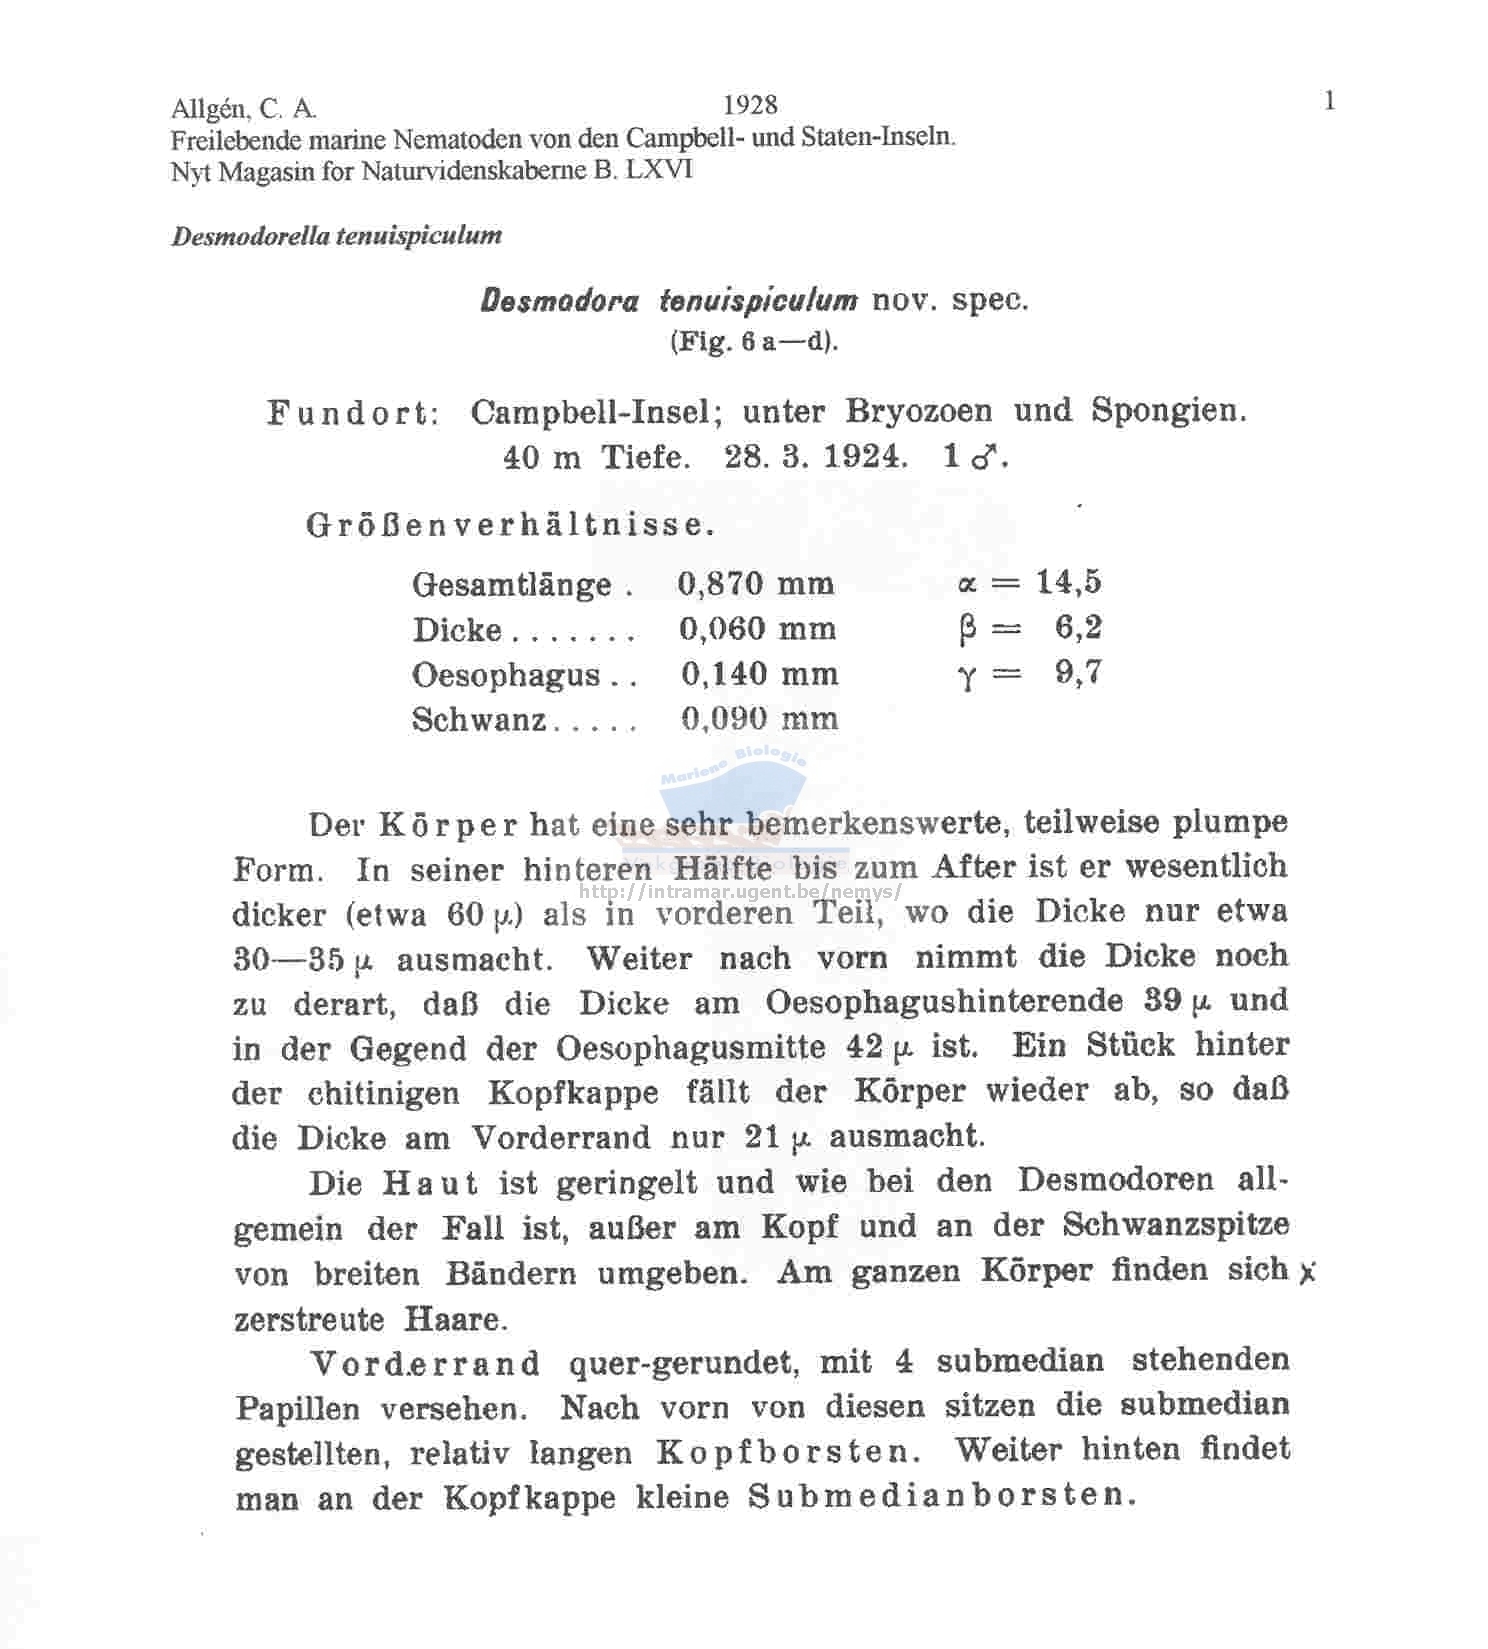 Allgén, C. A. 1928 1
Freilebende marine Nematoden von den Campbell- und Staten-Inseln.
Nyt Magasin for Naturvidenskaberne B. LXVI
Desmodorella tenuispiculum
Desmodora tenuispiculum nov. spec.
(Fig. 6 a—d).
Fundort: Campbell-Insel; unter Bryozoen und Spongien.
40 m Tiefe. 28. 3. 1924. 1 ♂.
Größenverhältnisse.
Gesamtlänge . 0,870 mm α = 14,5
Dicke ....... 0,060 mm β = 6,2
Oesophagus .. 0,140 mm γ = 9,7
Schwanz ..... 0,090 mm
Mariene Biologie
Der Körper hat eine sehr bemerkenswerte, teilweise plumpe
Form. In seiner hinteren Hälfte bis zum After ist er wesentlich
http://intramar.ugent.be/nemys/
dicker (etwa 60 μ) als in vorderen Teil, wo die Dicke nur etwa
30—35 μ ausmacht. Weiter nach vorn nimmt die Dicke noch
zu derart, daß die Dicke am Oesophagushinterende 39 μ und
in der Gegend der Oesophagusmitte 42 μ ist. Ein Stück hinter
der chitinigen Kopfkappe fällt der Körper wieder ab, so daß
die Dicke am Vorderrand nur 21 μ ausmacht.
Die Haut ist geringelt und wie bei den Desmodoren all-
gemein der Fall ist, außer am Kopf und an der Schwanzspitze
von breiten Bändern umgeben. Am ganzen Körper finden sich x
zerstreute Haare.
Vorderrand quer-gerundet, mit 4 submedian stehenden
Papillen versehen. Nach vorn von diesen sitzen die submedian
gestellten, relativ langen Kopfborsten. Weiter hinten findet
man an der Kopfkappe kleine Submedianborsten.